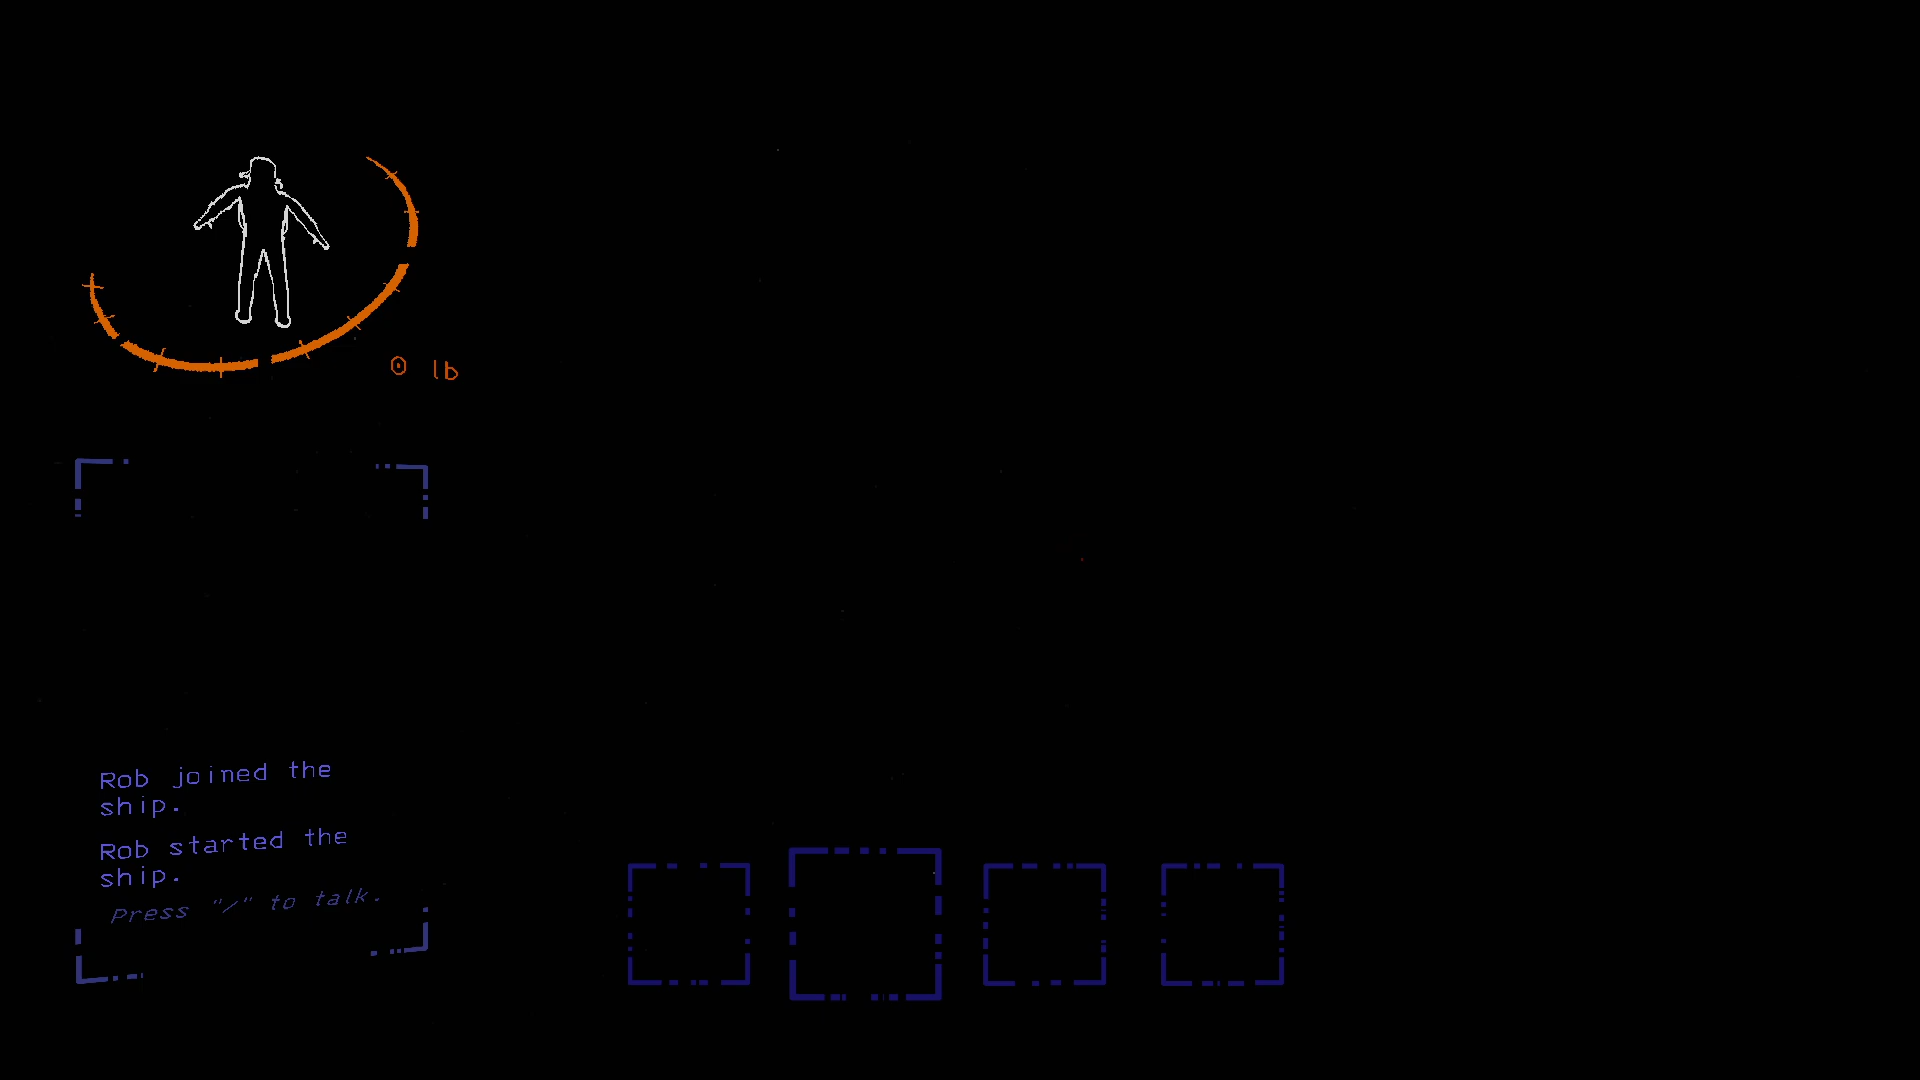 0 lb
Rob joined the
ship.
Rob started the
ship.
Press "/" to talk.